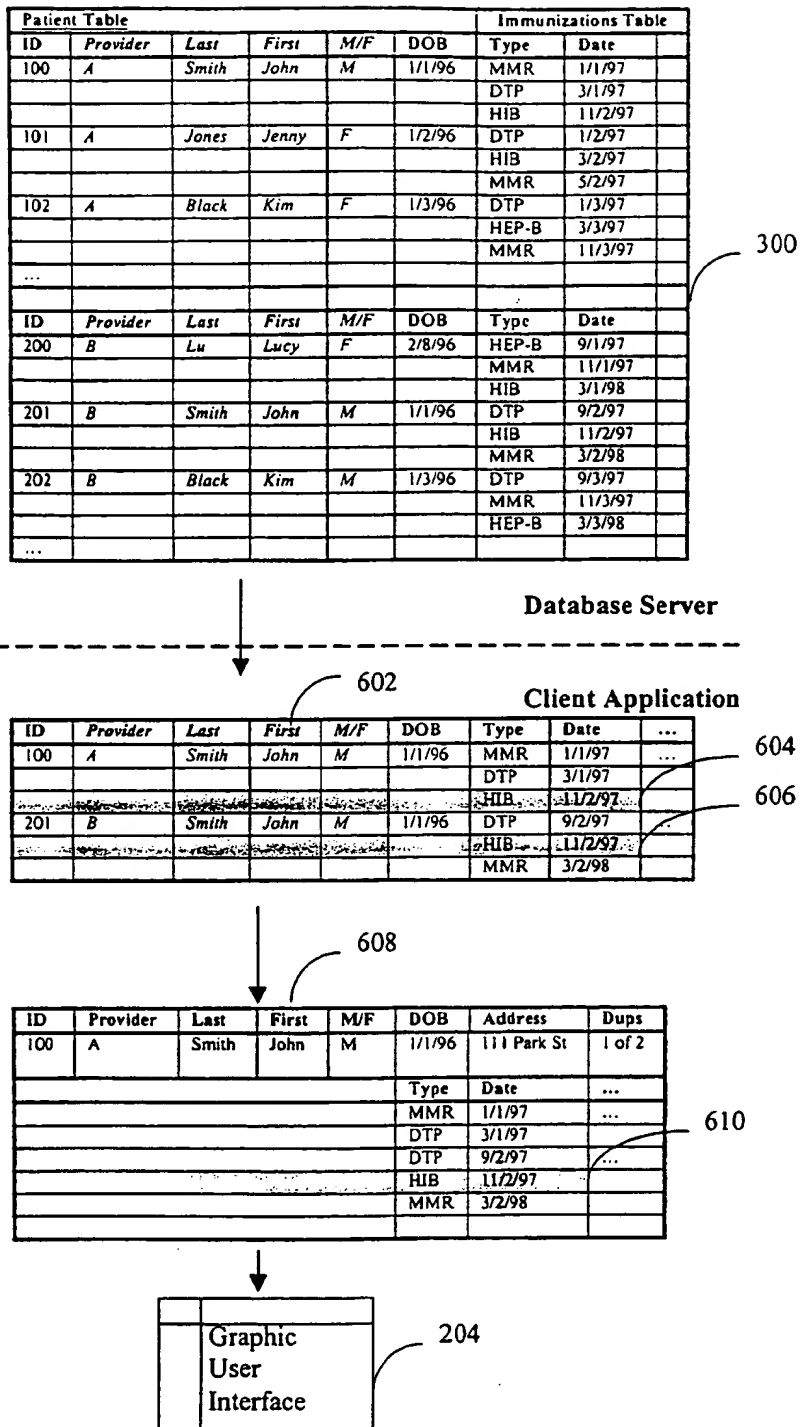 Patient Table Immunizations Table
ID Provider Last First M/F DOB Type Date
100 A Smith John M 1/1/96 MMR 1/1/97
DTP 3/1/97
HIB 11/2/97
101 A Jones Jenny F 1/2/96 DTP 1/2/97
HIB 3/2/97
MMR 5/2/97
102 A Black Kim F 1/3/96 DTP 1/3/97
HEP-B 3/3/97
MMR 11/3/97
300
...
ID Provider Last First M/F DOB Type Date
200 B Lu Lucy F 2/8/96 HEP-B 9/1/97
MMR 11/1/97
HIB 3/1/98
201 B Smith John M 1/1/96 DTP 9/2/97
HIB 11/2/97
MMR 3/2/98
202 B Black Kim M 1/3/96 DTP 9/3/97
MMR 11/3/97
HEP-B 3/3/98
...
Database Server
602
Client Application
ID Provider Last First M/F DOB Type Date ...
100 A Smith John M 1/1/96 MMR 1/1/97 ...
604
DTP 3/1/97
HIB 11/2/97
606
201 B Smith John M 1/1/96 DTP 9/2/97 ...
HIB 11/2/97
MMR 3/2/98
608
ID Provider Last First M/F DOB Address Dups
100 A Smith John M 1/1/96 111 Park St 1 of 2
Type Date ...
MMR 1/1/97 ...
DTP 3/1/97
610
DTP 9/2/97 ...
HIB 11/2/97
MMR 3/2/98
Graphic
204
User
Interface